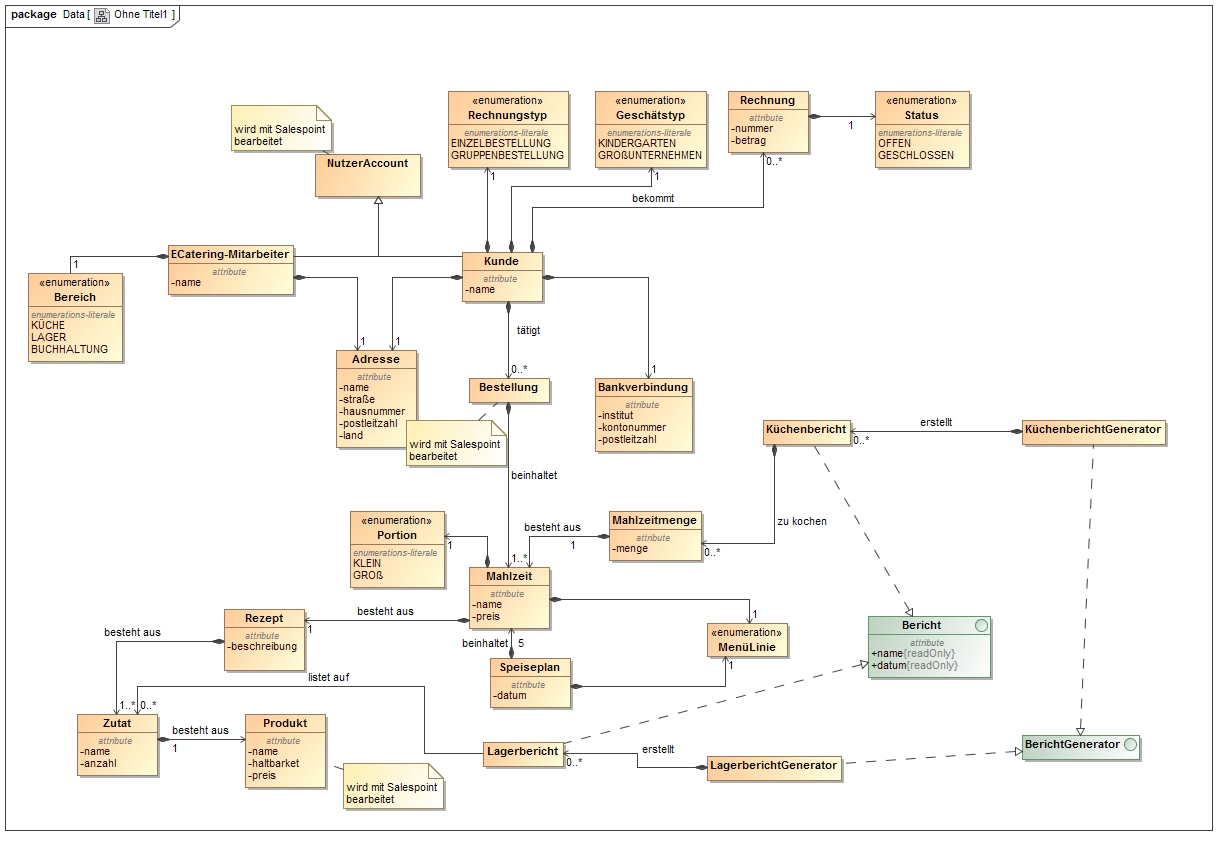 package Data [ Ohne Titel1 ]
«enumeration»
Rechnungstyp
enumerations-literale
EINZELBESTELLUNG
GRUPPENBESTELLUNG
«enumeration»
Geschätstyp
enumerations-literale
KINDERGARTEN
GROßUNTERNEHMEN
Rechnung
attribute
-nummer
-betrag
1
«enumeration»
Status
enumerations-literale
OFFEN
GESCHLOSSEN
wird mit Salespoint
bearbeitet
NutzerAccount
1
1
0..*
bekommt
ECatering-Mitarbeiter
attribute
-name
Kunde
attribute
-name
1
«enumeration»
Bereich
enumerations-literale
KÜCHE
LAGER
BUCHHALTUNG
tätigt
1
1
0..*
1
Adresse
attribute
-name
-straße
-hausnummer
-postleitzahl
-land
Bestellung
Bankverbindung
attribute
-institut
-kontonummer
-postleitzahl
wird mit Salespoint
bearbeitet
Küchenbericht
0..*
erstellt
KüchenberichtGenerator
beinhaltet
«enumeration»
Portion
enumerations-literale
KLEIN
GROß
1
besteht aus
1
Mahlzeitmenge
attribute
-menge
zu kochen
0..*
1..*
Mahlzeit
attribute
-name
-preis
besteht aus
1
Rezept
attribute
-beschreibung
besteht aus
1
«enumeration»
MenüLinie
1
beinhaltet 5
Speiseplan
attribute
-datum
Bericht
attribute
+name{readOnly}
+datum{readOnly}
listet auf
1..*
0..*
Zutat
attribute
-name
-anzahl
besteht aus
1
Produkt
attribute
-name
-haltbarket
-preis
wird mit Salespoint
bearbeitet
Lagerbericht
0..*
erstellt
LagerberichtGenerator
BerichtGenerator